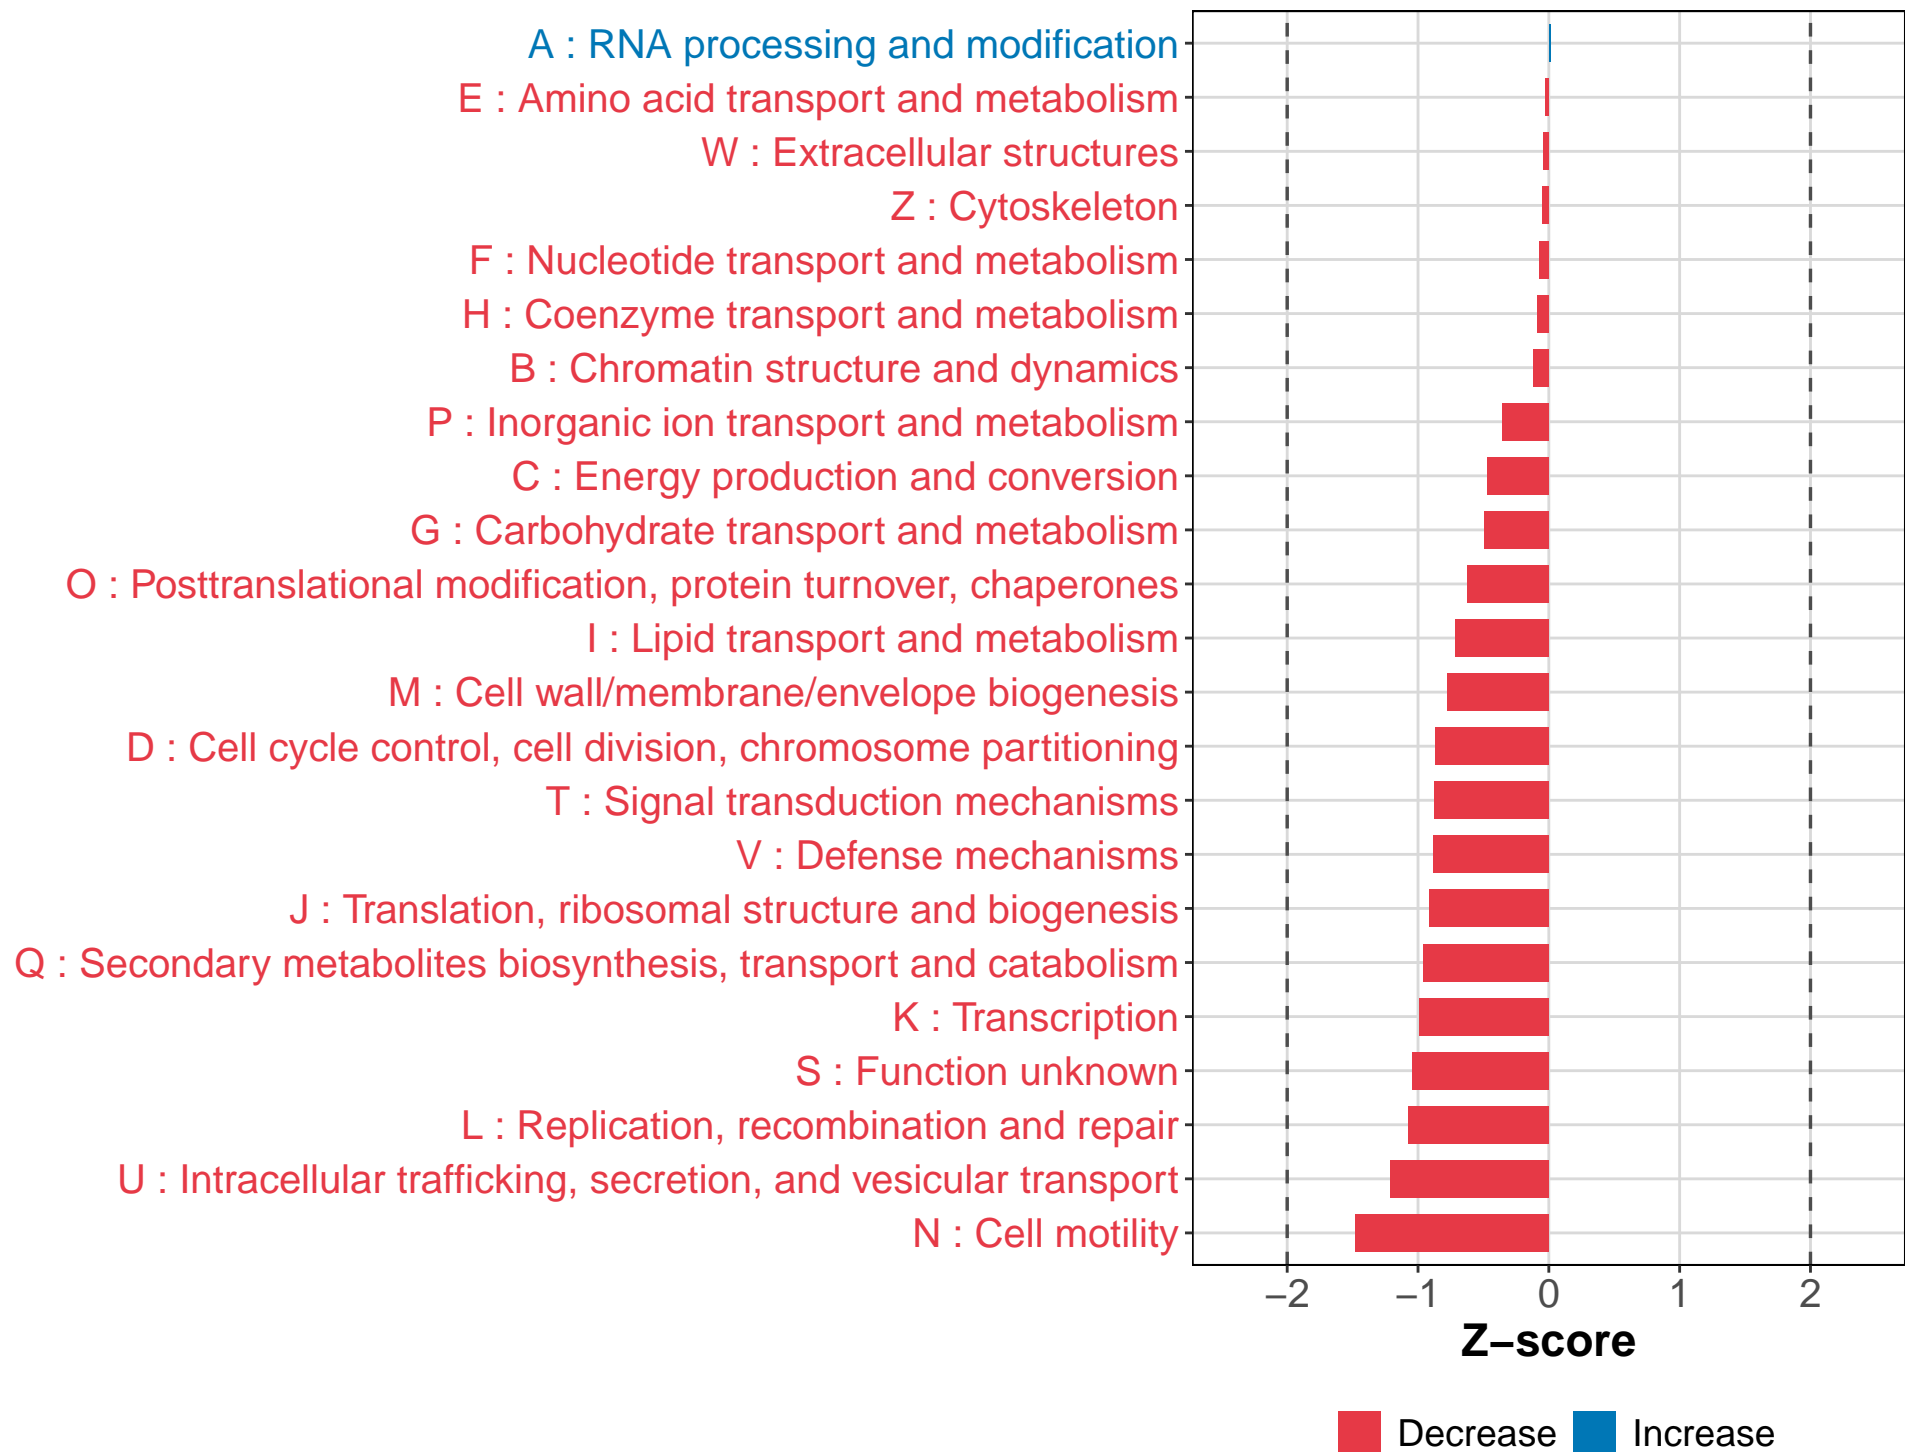 A : RNA processing and modification
E : Amino acid transport and metabolism
W : Extracellular structures
Z : Cytoskeleton
F : Nucleotide transport and metabolism
H : Coenzyme transport and metabolism
B : Chromatin structure and dynamics
P : Inorganic ion transport and metabolism
C : Energy production and conversion
G : Carbohydrate transport and metabolism
O : Posttranslational modification, protein turnover, chaperones
I : Lipid transport and metabolism
M : Cell wall/membrane/envelope biogenesis
D : Cell cycle control, cell division, chromosome partitioning
T : Signal transduction mechanisms
V : Defense mechanisms
J : Translation, ribosomal structure and biogenesis
Q : Secondary metabolites biosynthesis, transport and catabolism
K : Transcription
S : Function unknown
L : Replication, recombination and repair
U : Intracellular trafficking, secretion, and vesicular transport
N : Cell motility
−2 −1 0 1 2
Z−score
Decrease Increase